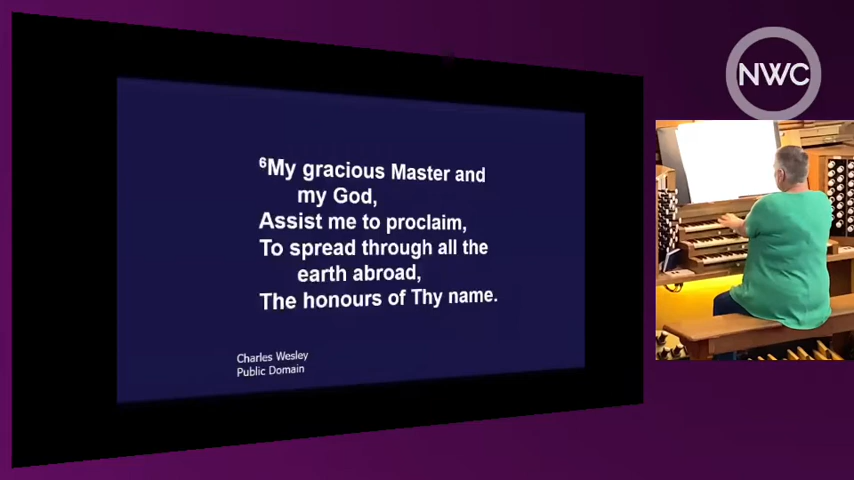 NWC
⁶My gracious Master and
my God,
Assist me to proclaim,
To spread through all the
earth abroad,
The honours of Thy name.
Charles Wesley
Public Domain